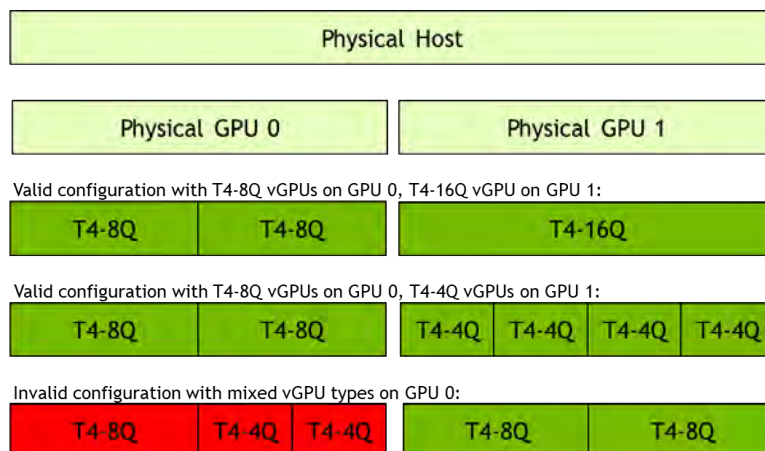 Physical Host
Physical GPU 0 Physical GPU 1
Valid configuration with T4-8Q vGPUs on GPU 0, T4-16Q vGPU on GPU 1:
T4-8Q T4-8Q T4-16Q
Valid configuration with T4-8Q vGPUs on GPU 0, T4-4Q vGPUs on GPU 1:
T4-8Q T4-8Q T4-4Q T4-4Q T4-4Q T4-4Q
Invalid configuration with mixed vGPU types on GPU 0:
T4-8Q T4-4Q T4-4Q T4-8Q T4-8Q